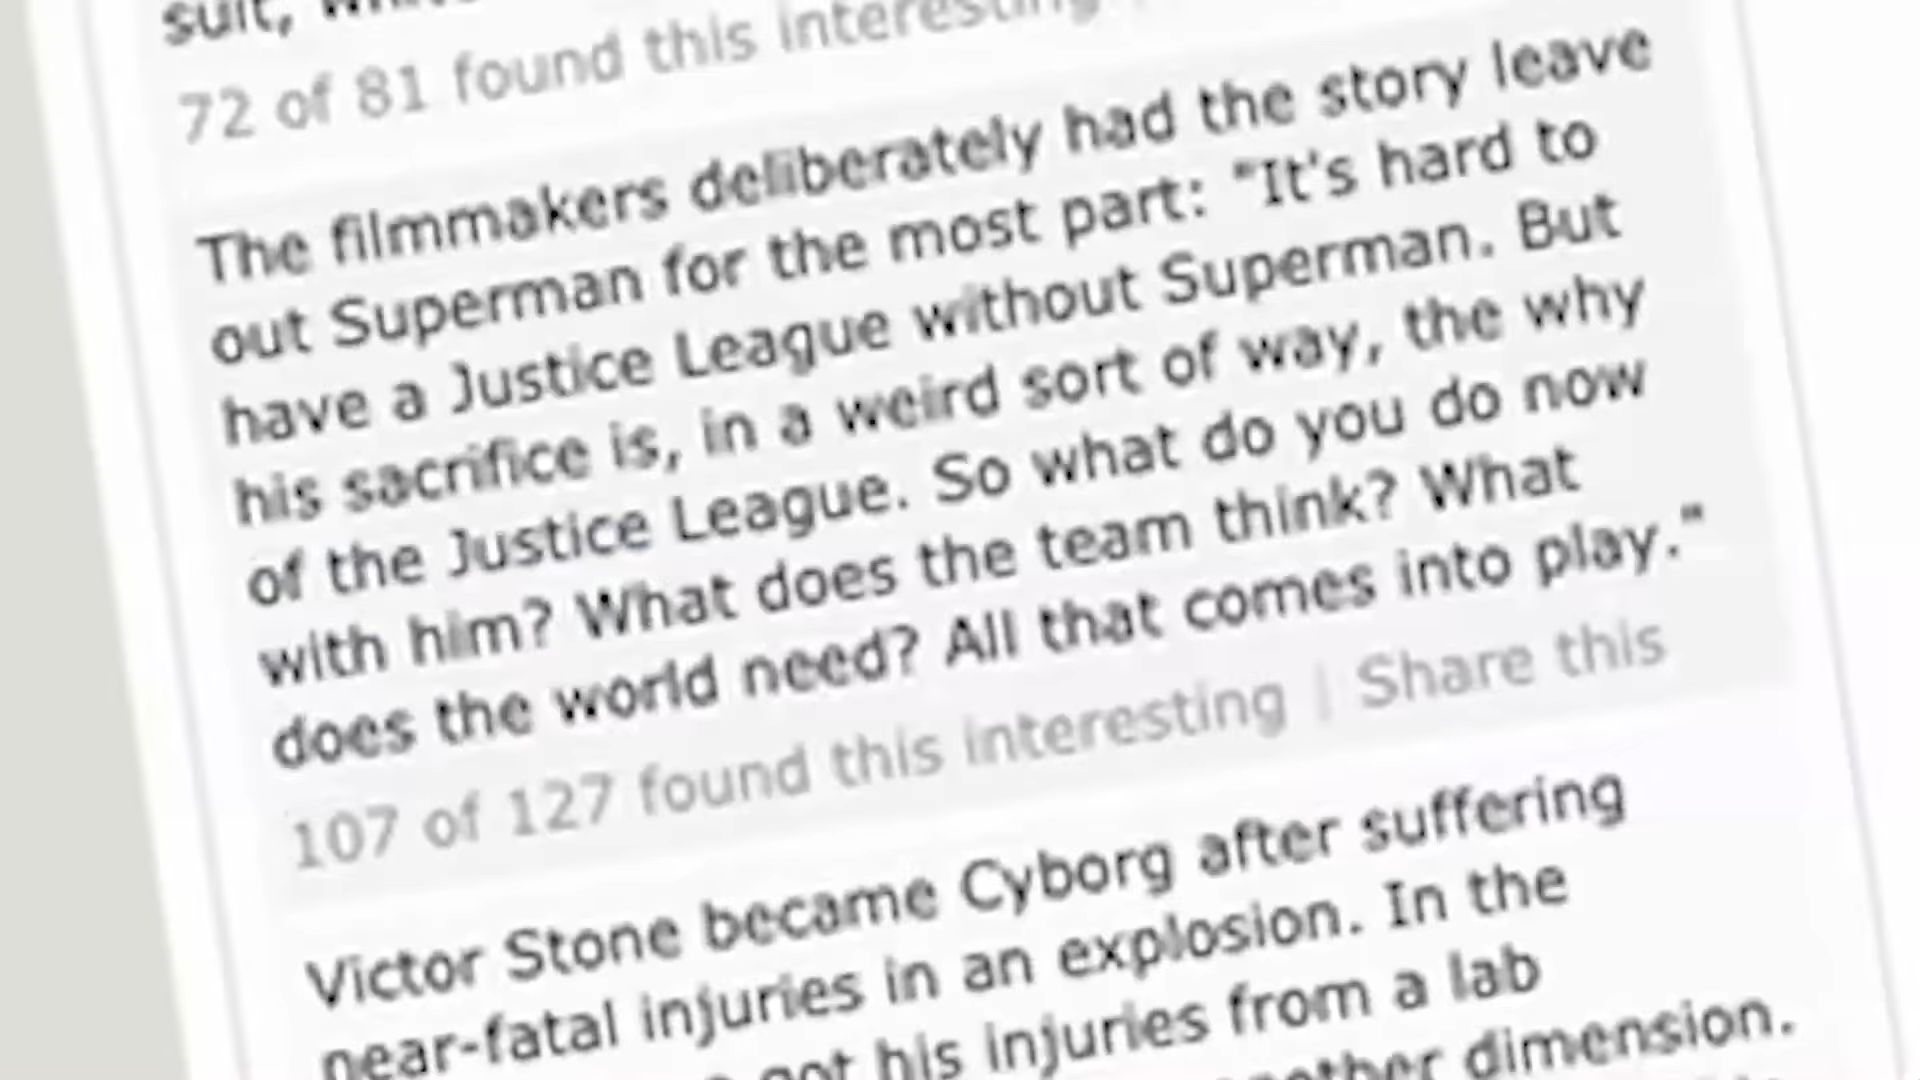 suit,
72 of 81 found this interesting
The filmmakers deliberately had the story leave
out Superman for the most part: "It's hard to
have a Justice League without Superman. But
his sacrifice is, in a weird sort of way, the why
of the Justice League. So what do you do now
with him? What does the team think? What
does the world need? All that comes into play."
107 of 127 found this interesting | Share this
Victor Stone became Cyborg after suffering
near-fatal injuries in an explosion. In the
got his injuries from a lab
another dimension.